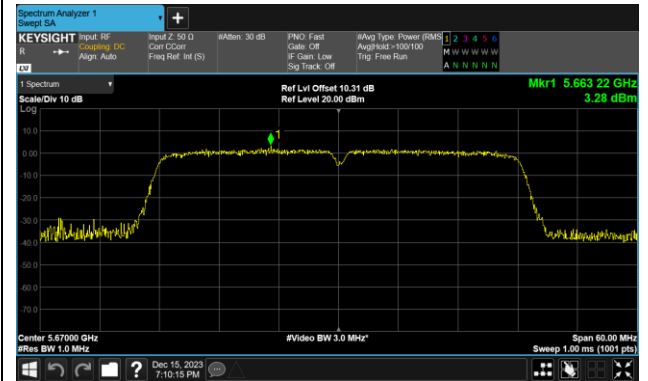 Spectrum Analyzer 1
Swept SA
+
KEYSIGHT
R
LXI
Input: RF
Coupling: DC
Align: Auto
Input Z: 50 Ω
Corr CCorr
Freq Ref: Int (S)
#Atten: 30 dB
PNO: Fast
Gate: Off
IF Gain: Low
Sig Track: Off
#Avg Type: Power (RMS
Avg|Hold:>100/100
Trig: Free Run
1 2 3 4 5 6
M W W W W W
A N N N N N
1 Spectrum
Scale/Div 10 dB
Log
Ref Lvl Offset 10.31 dB
Ref Level 20.00 dBm
Mkr1 5.663 22 GHz
3.28 dBm
1
10.0
0.00
-10.0
-20.0
-30.0
-40.0
-50.0
-60.0
-70.0
Center 5.67000 GHz
#Res BW 1.0 MHz
#Video BW 3.0 MHz*
Span 60.00 MHz
Sweep 1.00 ms (1001 pts)
?
Dec 15, 2023
7:10:15 PM